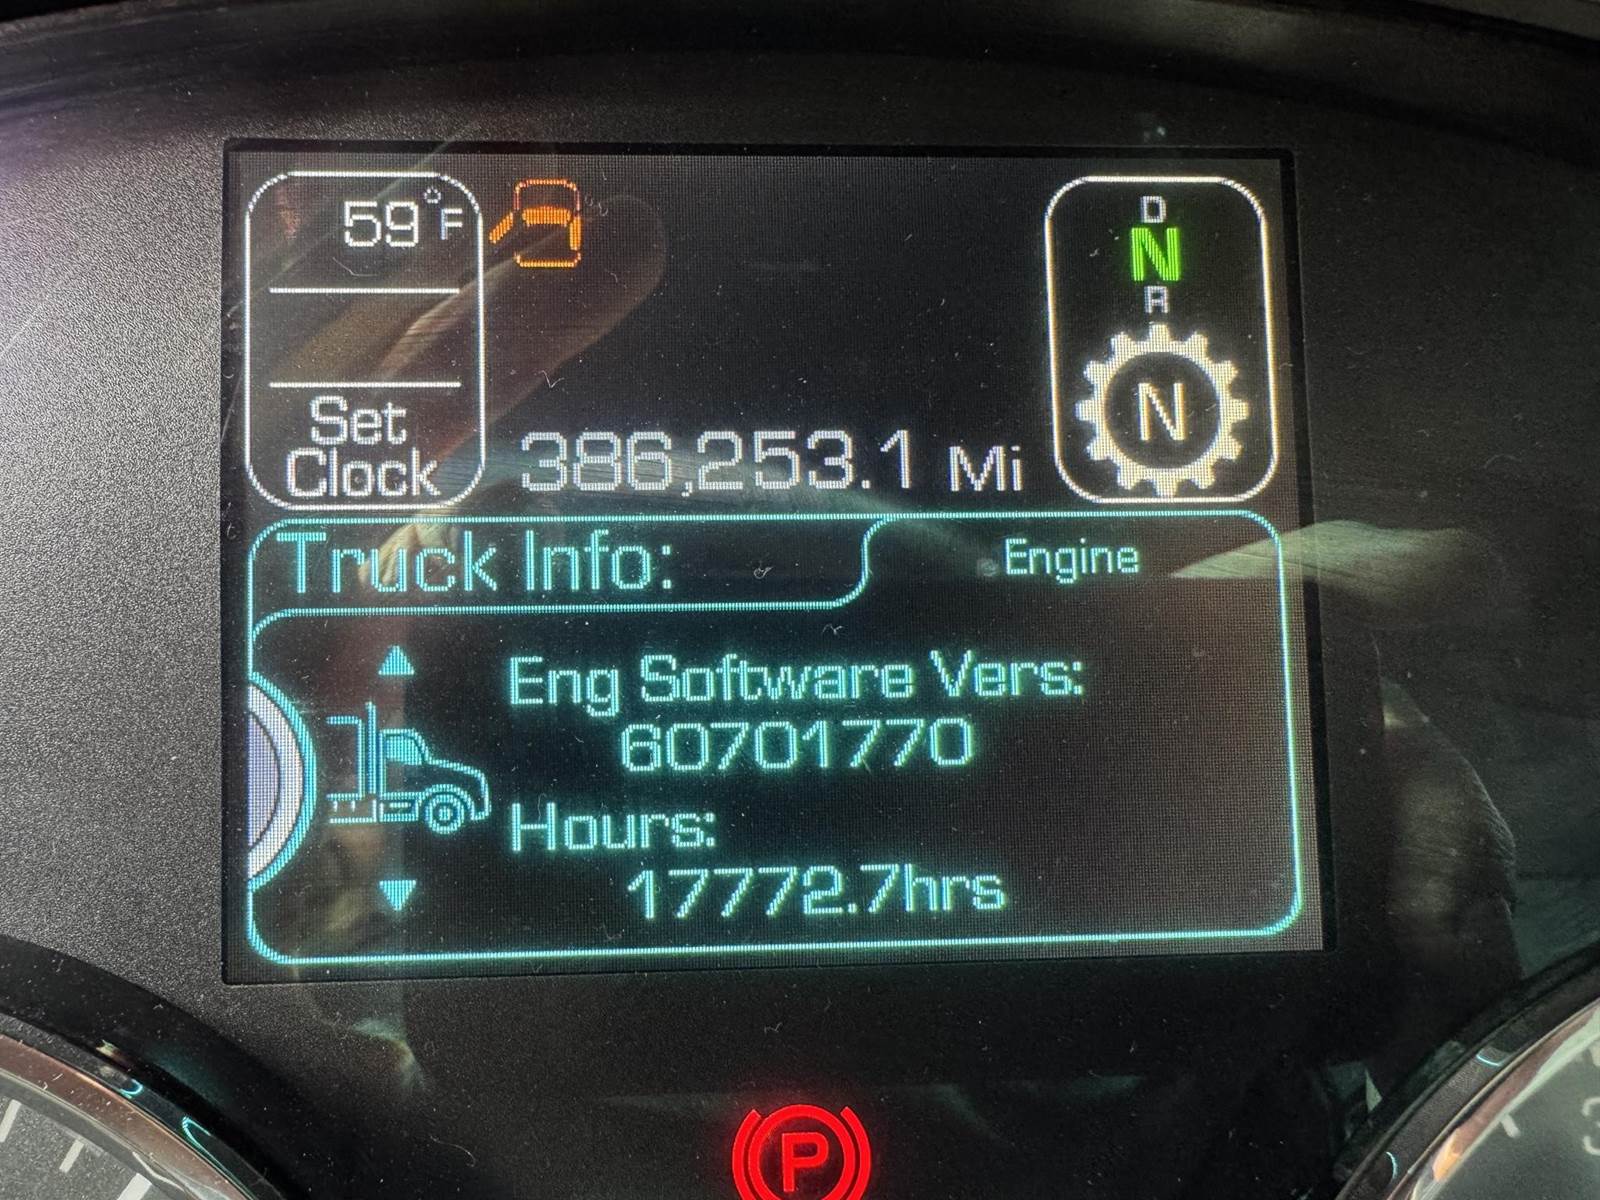 59°F
Set
Clock
D
N
R
N
386,253.1 Mi
Truck Info:
Engine
Eng Software Vers:
60701770
Hours:
17772.7hrs
P